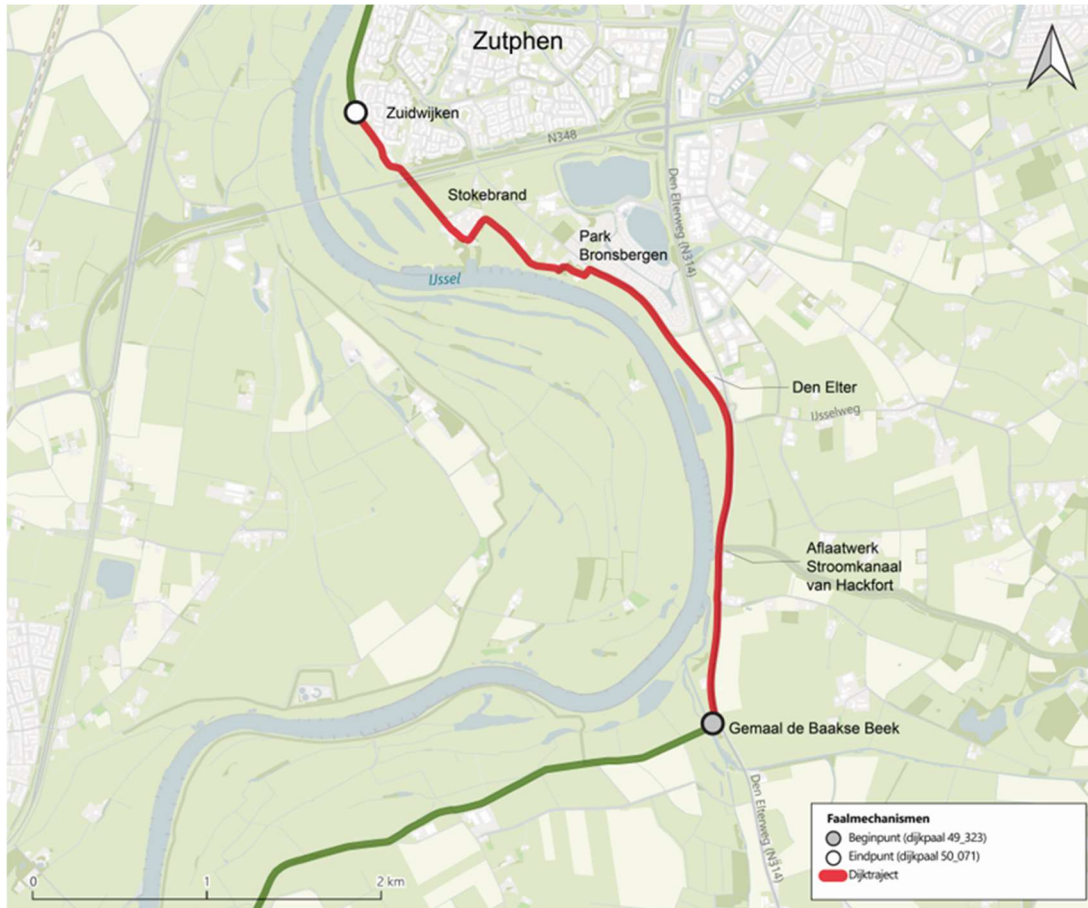 Zutphen
Zuidwijken
N348
Stokebrand
Den Elterweg (N314)
Park
Bronsbergen
IJssel
Den Elter
IJsselweg
Aflaatwerk
Stroomkanaal
van Hackfort
Gemaal de Baakse Beek
Den Elterweg (N314)
Faalmechanismen
Beginpunt (dijkpaal 49_323)
Eindpunt (dijkpaal 50_071)
Dijktraject
0 1 2 km